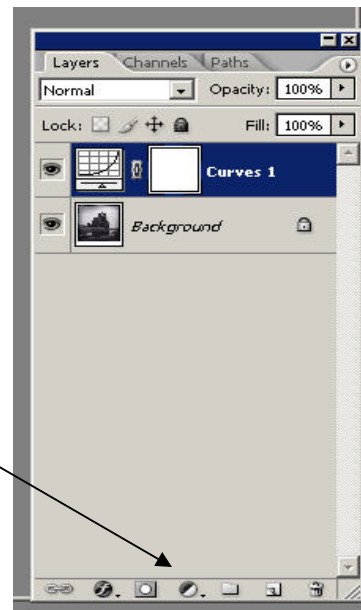 Layers Channels Paths
Normal Opacity: 100%
Lock: Fill: 100%
Curves 1
Background